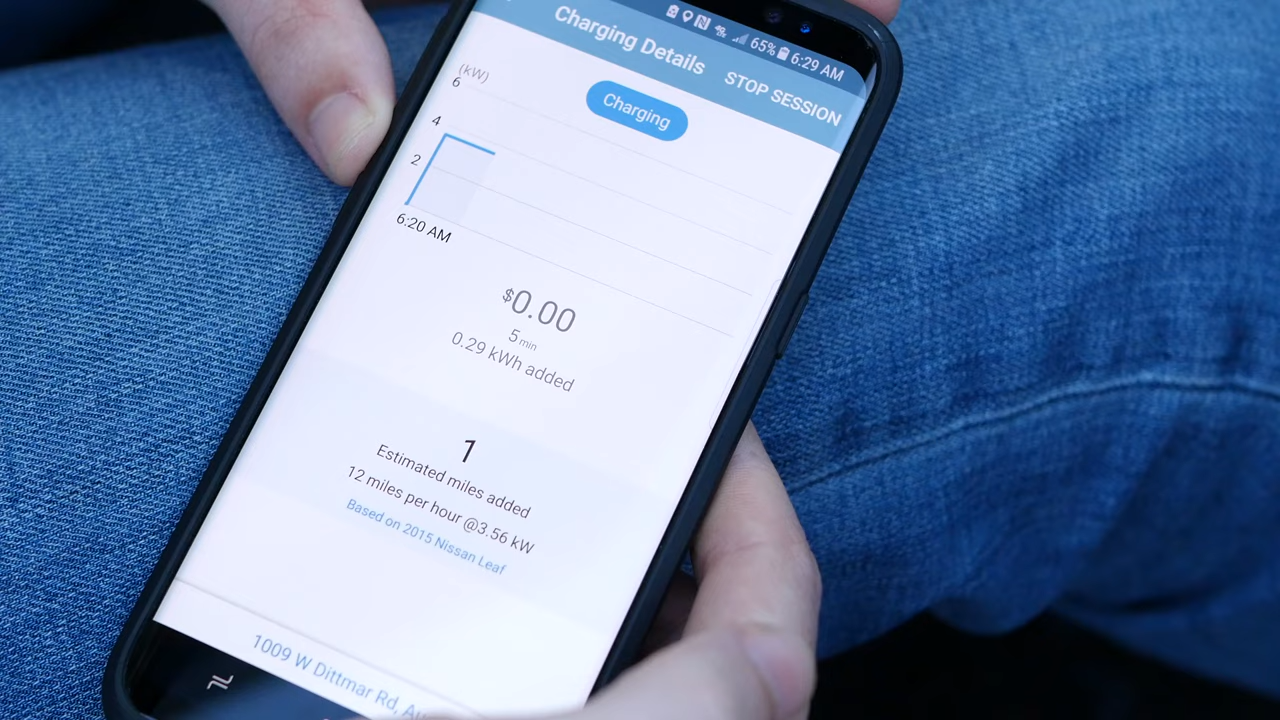 65% 6:29 AM
Charging Details STOP SESSION
(kW)
6
Charging
4
2
6:20 AM
$0.00
5 min
0.29 kWh added
1
Estimated miles added
12 miles per hour @3.56 kW
Based on 2015 Nissan Leaf
1009 W Dittmar Rd,